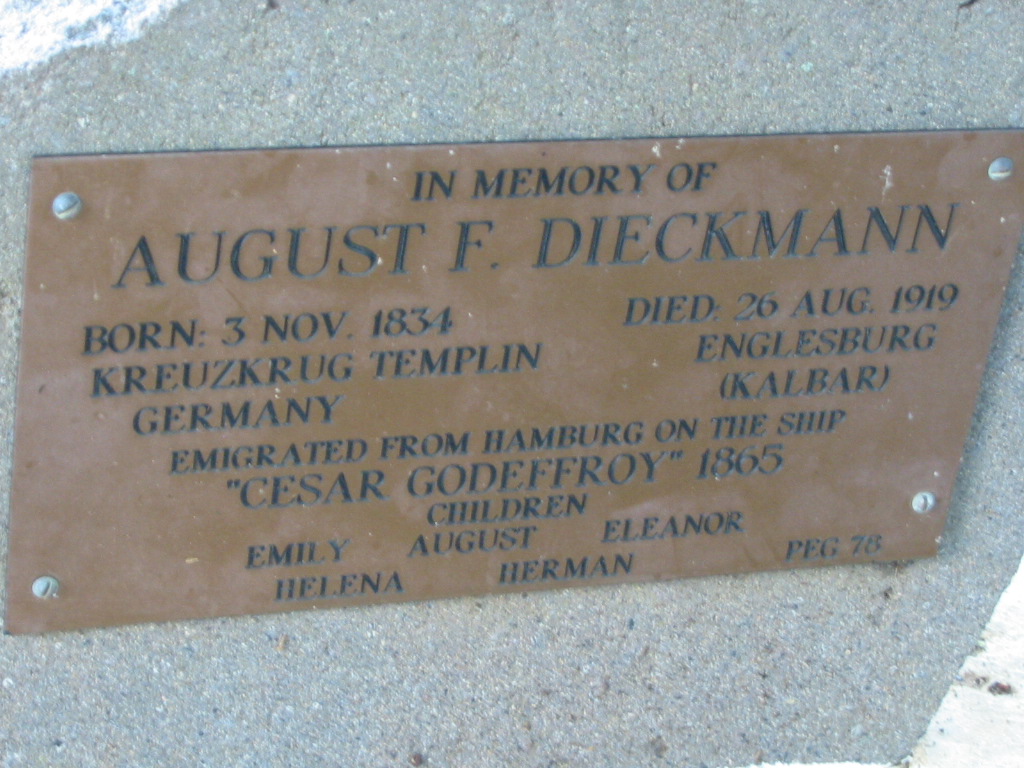 IN MEMORY OF
AUGUST F. DIECKMANN
BORN: 3 NOV. 1834 DIED: 26 AUG. 1919
KREUZKRUG TEMPLIN ENGLESBURG
GERMANY (KALBAR)
EMIGRATED FROM HAMBURG ON THE SHIP
"CESAR GODEFFROY" 1865
CHILDREN
EMILY AUGUST ELEANOR
HELENA HERMAN PEG 78